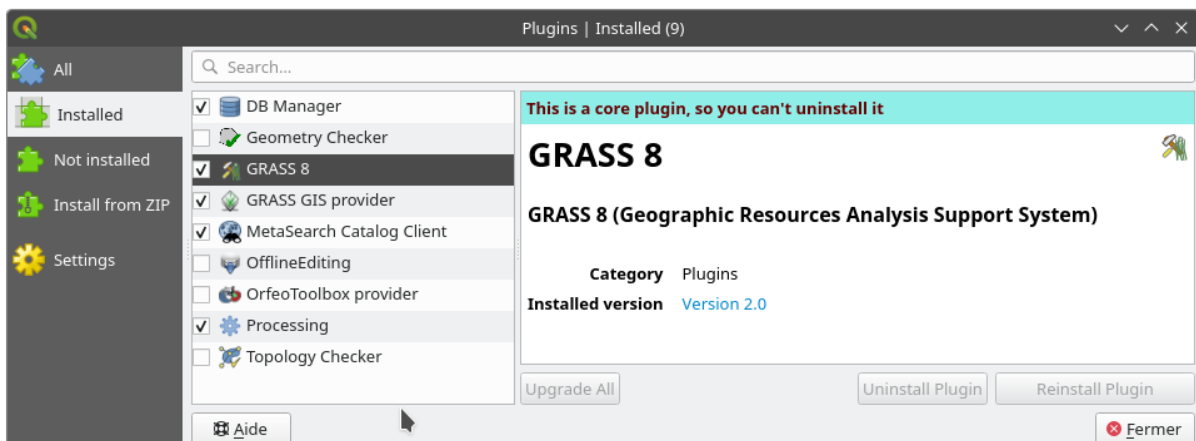 Plugins | Installed (9)
All
Installed
Not installed
Install from ZIP
Settings
Search...
DB Manager
Geometry Checker
GRASS 8
GRASS GIS provider
MetaSearch Catalog Client
OfflineEditing
OrfeoToolbox provider
Processing
Topology Checker
This is a core plugin, so you can't uninstall it
GRASS 8
GRASS 8 (Geographic Resources Analysis Support System)
Category Plugins
Installed version Version 2.0
Upgrade All
Uninstall Plugin
Reinstall Plugin
Aide
Fermer